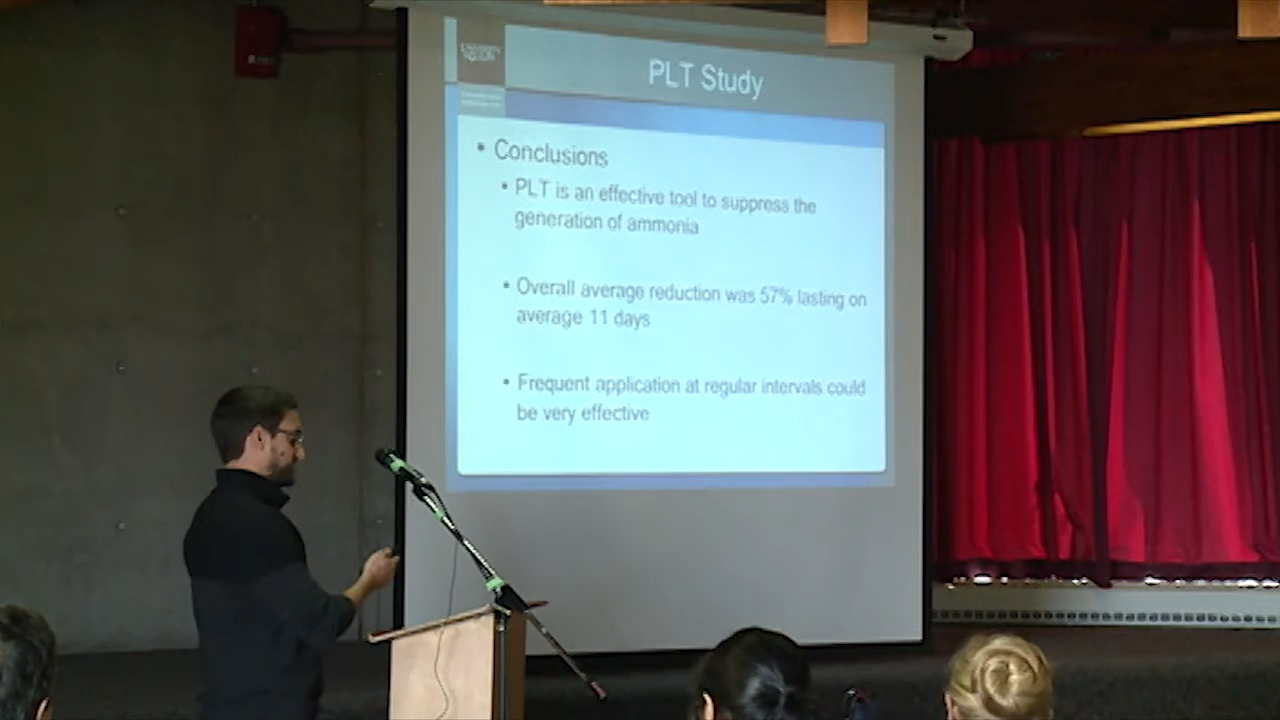 PLT Study
• Conclusions
• PLT is an effective tool to suppress the
generation of ammonia
• Overall average reduction was 57% lasting on
average 11 days
• Frequent application at regular intervals could
be very effective